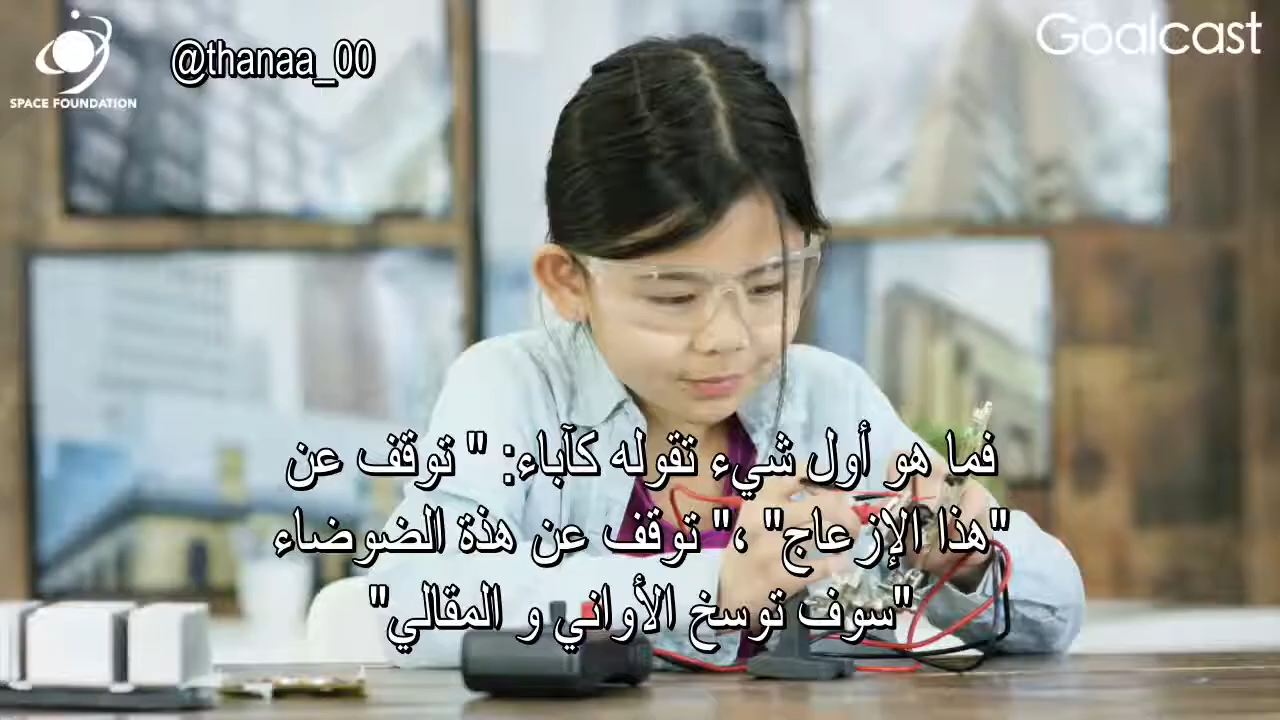 SPACE FOUNDATION
@thanaa_00
Goalcast
فما هو أول شيء تقوله كآباء: " توقف عن
هذا الإزعاج" ،" توقف عن هذة الضوضاء"
"سوف توسخ الأواني و المقالي"